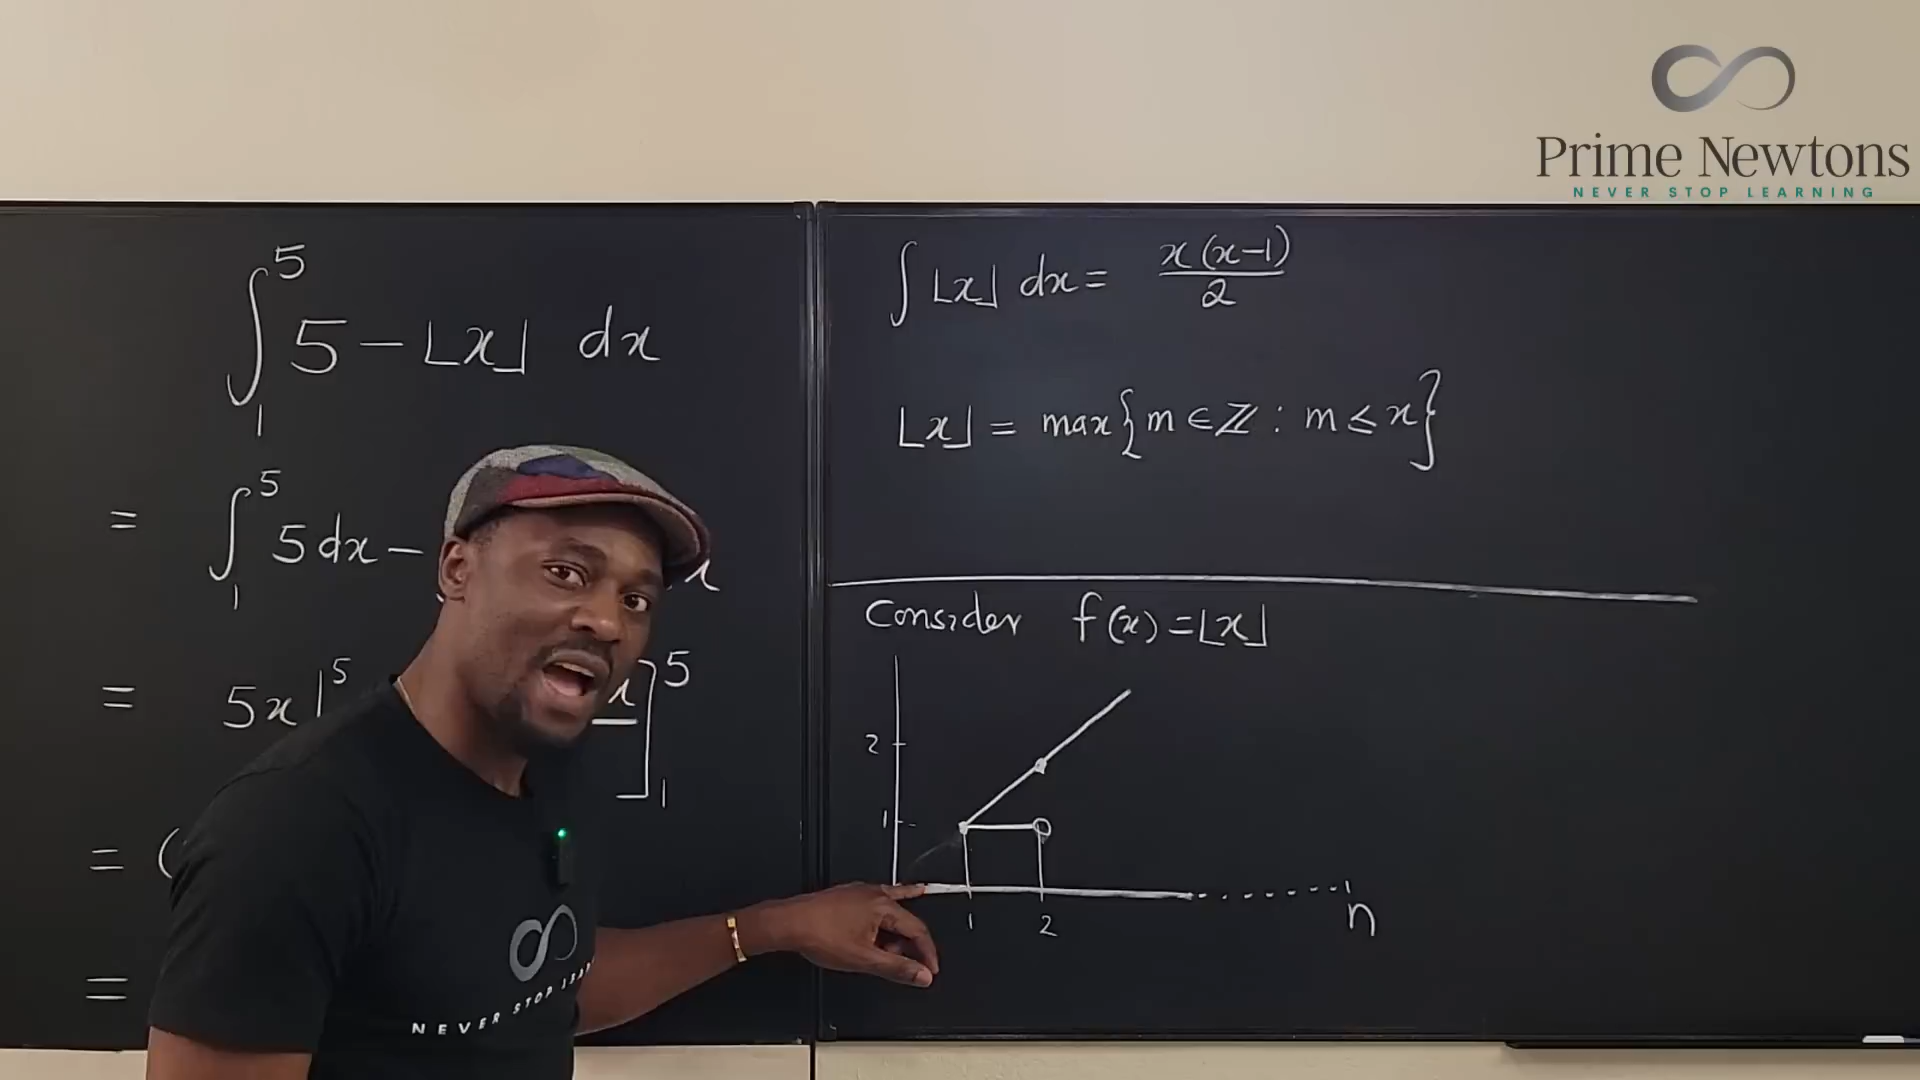 Prime Newtons
NEVER STOP LEARNING
∫₁⁵ 5 − ⌊x⌋ dx
= ∫₁⁵ 5 dx −
= 5x |⁵ ]₁⁵
= (
=
∫ ⌊x⌋ dx = x(x−1)/2
⌊x⌋ = max{m ∈ ℤ : m ≤ x}
Consider f(x) = ⌊x⌋
2
1
1 2 n
NEVER STOP